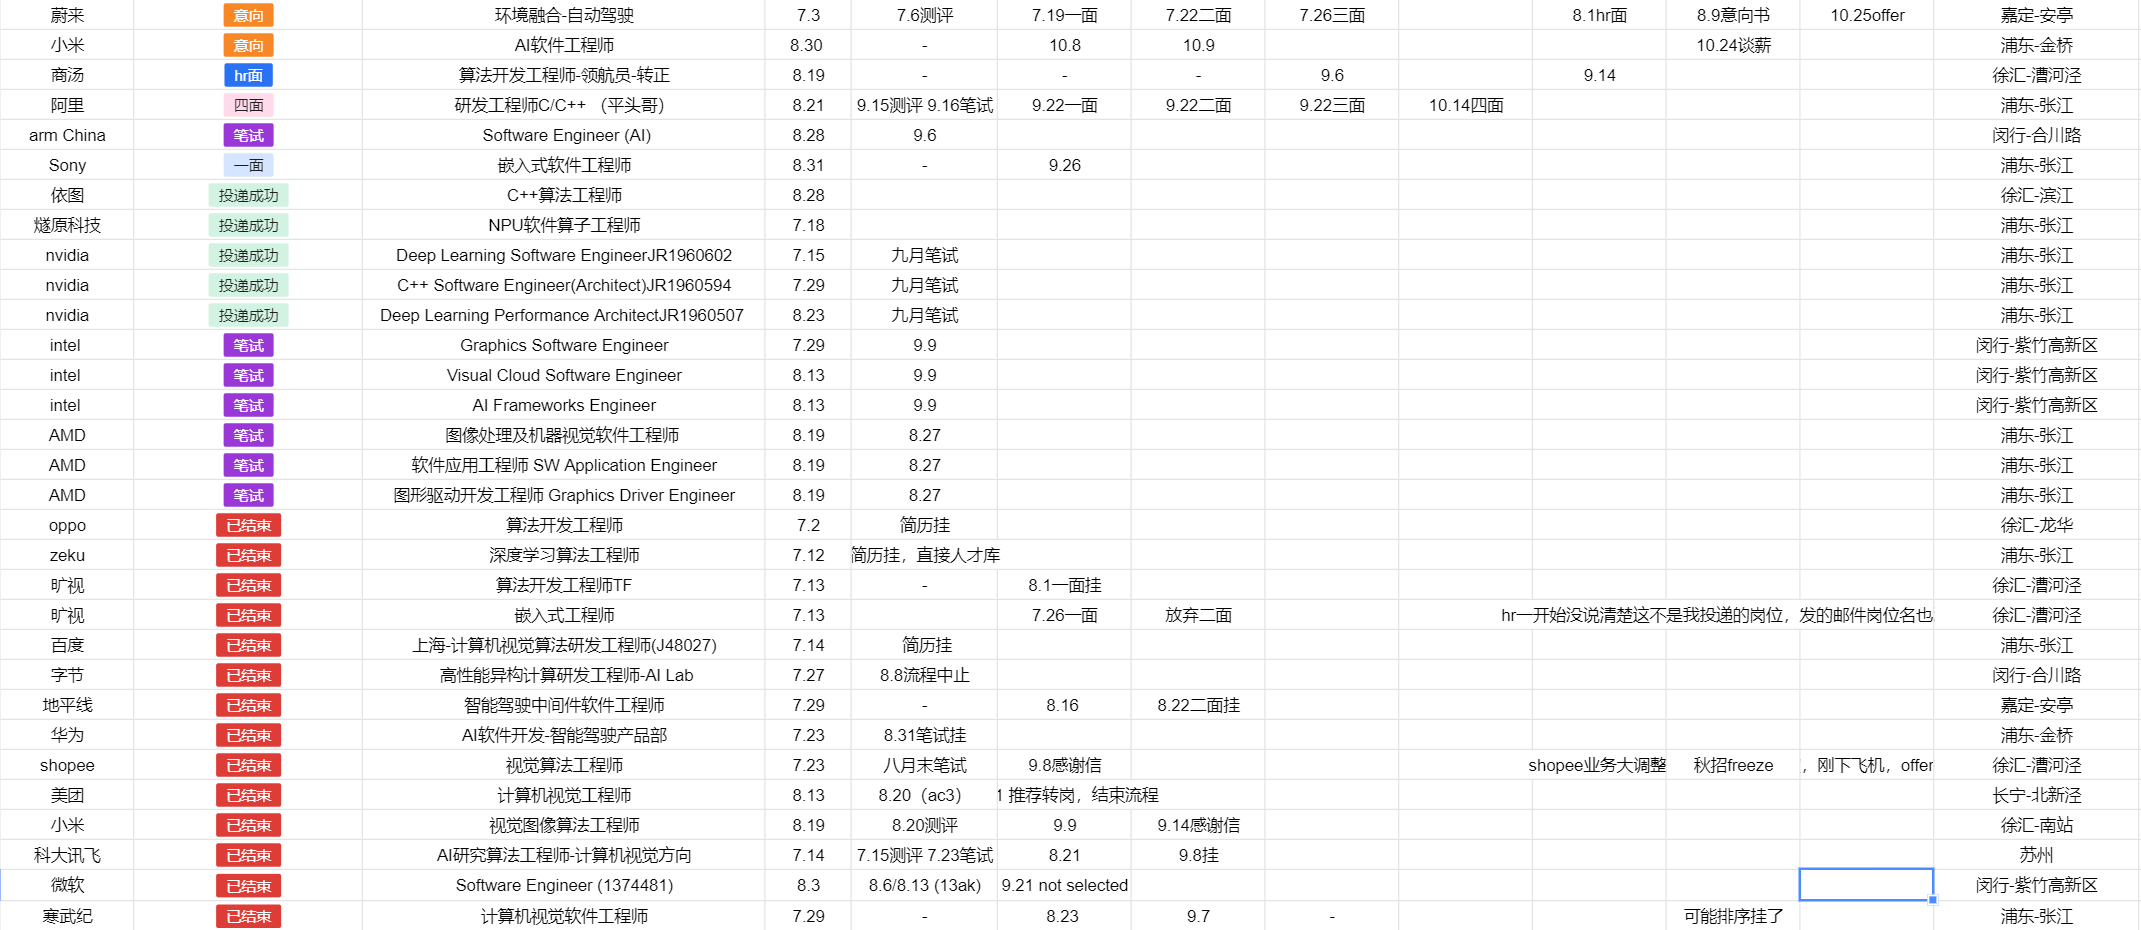 蔚来 意向 环境融合-自动驾驶 7.3 7.6测评 7.19一面 7.22二面 7.26三面 8.1hr面 8.9意向书 10.25offer 嘉定-安亭
小米 意向 AI软件工程师 8.30 - 10.8 10.9 10.24谈薪 浦东-金桥
商汤 hr面 算法开发工程师-领航员-转正 8.19 - - - 9.6 9.14 徐汇-漕河泾
阿里 四面 研发工程师C/C++ （平头哥） 8.21 9.15测评 9.16笔试 9.22一面 9.22二面 9.22三面 10.14四面 浦东-张江
arm China 笔试 Software Engineer (AI) 8.28 9.6 闵行-合川路
Sony 一面 嵌入式软件工程师 8.31 - 9.26 浦东-张江
依图 投递成功 C++算法工程师 8.28 徐汇-滨江
燧原科技 投递成功 NPU软件算子工程师 7.18 浦东-张江
nvidia 投递成功 Deep Learning Software EngineerJR1960602 7.15 九月笔试 浦东-张江
nvidia 投递成功 C++ Software Engineer(Architect)JR1960594 7.29 九月笔试 浦东-张江
nvidia 投递成功 Deep Learning Performance ArchitectJR1960507 8.23 九月笔试 浦东-张江
intel 笔试 Graphics Software Engineer 7.29 9.9 闵行-紫竹高新区
intel 笔试 Visual Cloud Software Engineer 8.13 9.9 闵行-紫竹高新区
intel 笔试 AI Frameworks Engineer 8.13 9.9 闵行-紫竹高新区
AMD 笔试 图像处理及机器视觉软件工程师 8.19 8.27 浦东-张江
AMD 笔试 软件应用工程师 SW Application Engineer 8.19 8.27 浦东-张江
AMD 笔试 图形驱动开发工程师 Graphics Driver Engineer 8.19 8.27 浦东-张江
oppo 已结束 算法开发工程师 7.2 简历挂 徐汇-龙华
zeku 已结束 深度学习算法工程师 7.12 简历挂，直接人才库 浦东-张江
旷视 已结束 算法开发工程师TF 7.13 - 8.1一面挂 徐汇-漕河泾
旷视 已结束 嵌入式工程师 7.13 7.26一面 放弃二面 hr一开始没说清楚这不是我投递的岗位，发的邮件岗位名也 徐汇-漕河泾
百度 已结束 上海-计算机视觉算法研发工程师(J48027) 7.14 简历挂 浦东-张江
字节 已结束 高性能异构计算研发工程师-AI Lab 7.27 8.8流程中止 闵行-合川路
地平线 已结束 智能驾驶中间件软件工程师 7.29 - 8.16 8.22二面挂 嘉定-安亭
华为 已结束 AI软件开发-智能驾驶产品部 7.23 8.31笔试挂 浦东-金桥
shopee 已结束 视觉算法工程师 7.23 八月末笔试 9.8感谢信 shopee业务大调整 秋招freeze ，刚下飞机，offer 徐汇-漕河泾
美团 已结束 计算机视觉工程师 8.13 8.20（ac3） 1 推荐转岗，结束流程 长宁-北新泾
小米 已结束 视觉图像算法工程师 8.19 8.20测评 9.9 9.14感谢信 徐汇-南站
科大讯飞 已结束 AI研究算法工程师-计算机视觉方向 7.14 7.15测评 7.23笔试 8.21 9.8挂 苏州
微软 已结束 Software Engineer (1374481) 8.3 8.6/8.13 (13ak) 9.21 not selected 闵行-紫竹高新区
寒武纪 已结束 计算机视觉软件工程师 7.29 - 8.23 9.7 - 可能排序挂了 浦东-张江